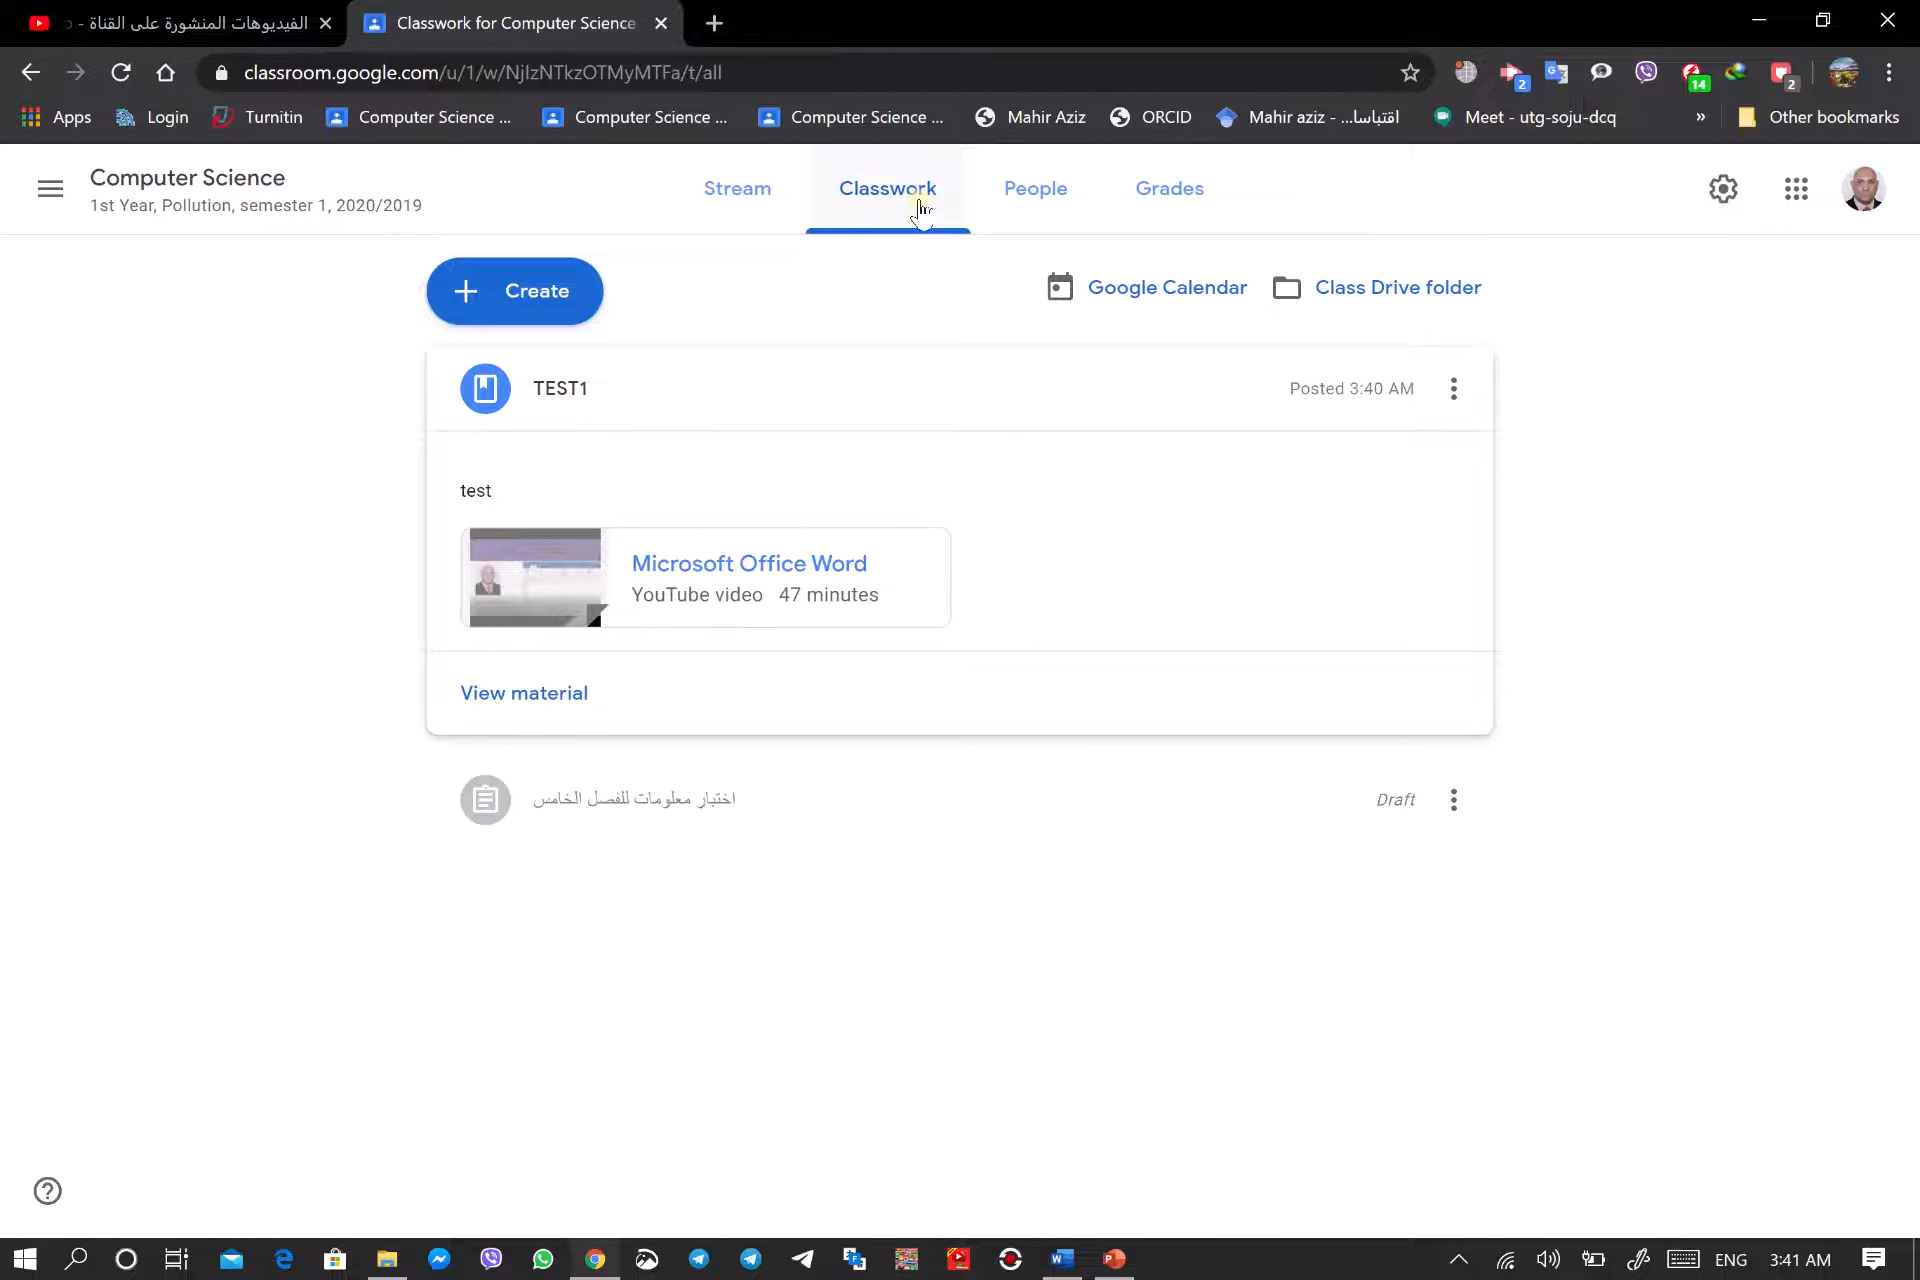 الفيديوهات المنشورة على القناة -
Classwork for Computer Science
classroom.google.com/u/1/w/NjIzNTkzOTMyMTFa/t/all
2
14
2
Apps
Login
Turnitin
Computer Science ...
Computer Science ...
Computer Science ...
Mahir Aziz
ORCID
Mahir aziz - ...اقتباسا
Meet - utg-soju-dcq
»
Other bookmarks
Computer Science
1st Year, Pollution, semester 1, 2020/2019
Stream
Classwork
People
Grades
Create
Google Calendar
Class Drive folder
TEST1
Posted 3:40 AM
test
Microsoft Office Word
YouTube video 47 minutes
View material
اختبار معلومات للفصل الخامس
Draft
ENG
3:41 AM